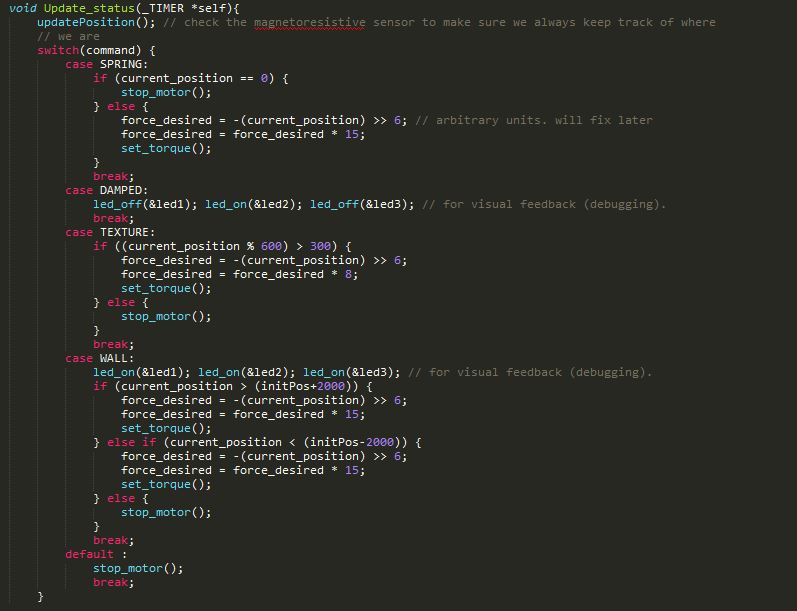 void Update_status(_TIMER *self){
    updatePosition(); // check the magnetoresistive sensor to make sure we always keep track of where
    // we are
    switch(command) {
        case SPRING:
            if (current_position == 0) {
                stop_motor();
            } else {
                force_desired = -(current_position) >> 6; // arbitrary units. will fix later
                force_desired = force_desired * 15;
                set_torque();
            }
            break;
        case DAMPED:
            led_off(&led1); led_on(&led2); led_off(&led3); // for visual feedback (debugging).
            break;
        case TEXTURE:
            if ((current_position % 600) > 300) {
                force_desired = -(current_position) >> 6;
                force_desired = force_desired * 8;
                set_torque();
            } else {
                stop_motor();
            }
            break;
        case WALL:
            led_on(&led1); led_on(&led2); led_on(&led3); // for visual feedback (debugging).
            if (current_position > (initPos+2000)) {
                force_desired = -(current_position) >> 6;
                force_desired = force_desired * 15;
                set_torque();
            } else if (current_position < (initPos-2000)) {
                force_desired = -(current_position) >> 6;
                force_desired = force_desired * 15;
                set_torque();
            } else {
                stop_motor();
            }
            break;
        default :
            stop_motor();
            break;
    }